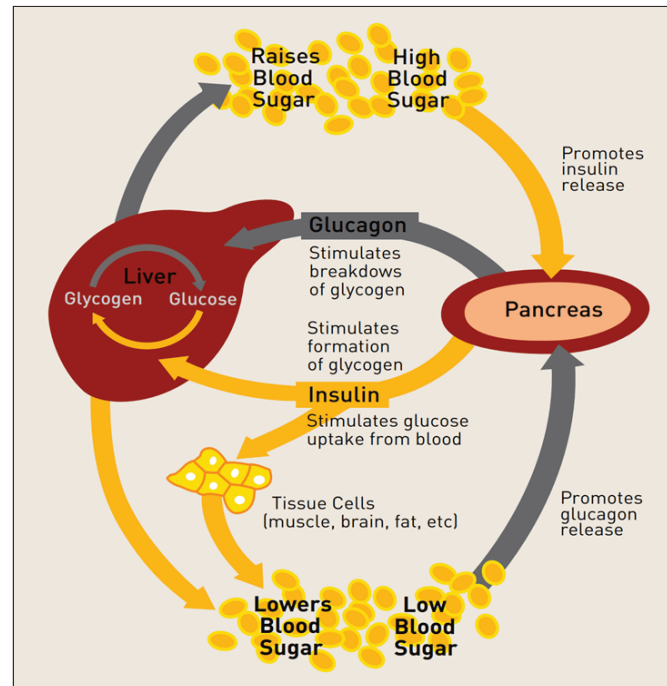 Raises
Blood
Sugar
High
Blood
Sugar
Promotes
insulin
release
Glucagon
Stimulates
breakdows
of glycogen
Liver
Glycogen
Glucose
Pancreas
Stimulates
formation
of glycogen
Insulin
Stimulates glucose
uptake from blood
Tissue Cells
(muscle, brain, fat, etc)
Promotes
glucagon
release
Lowers
Blood
Sugar
Low
Blood
Sugar